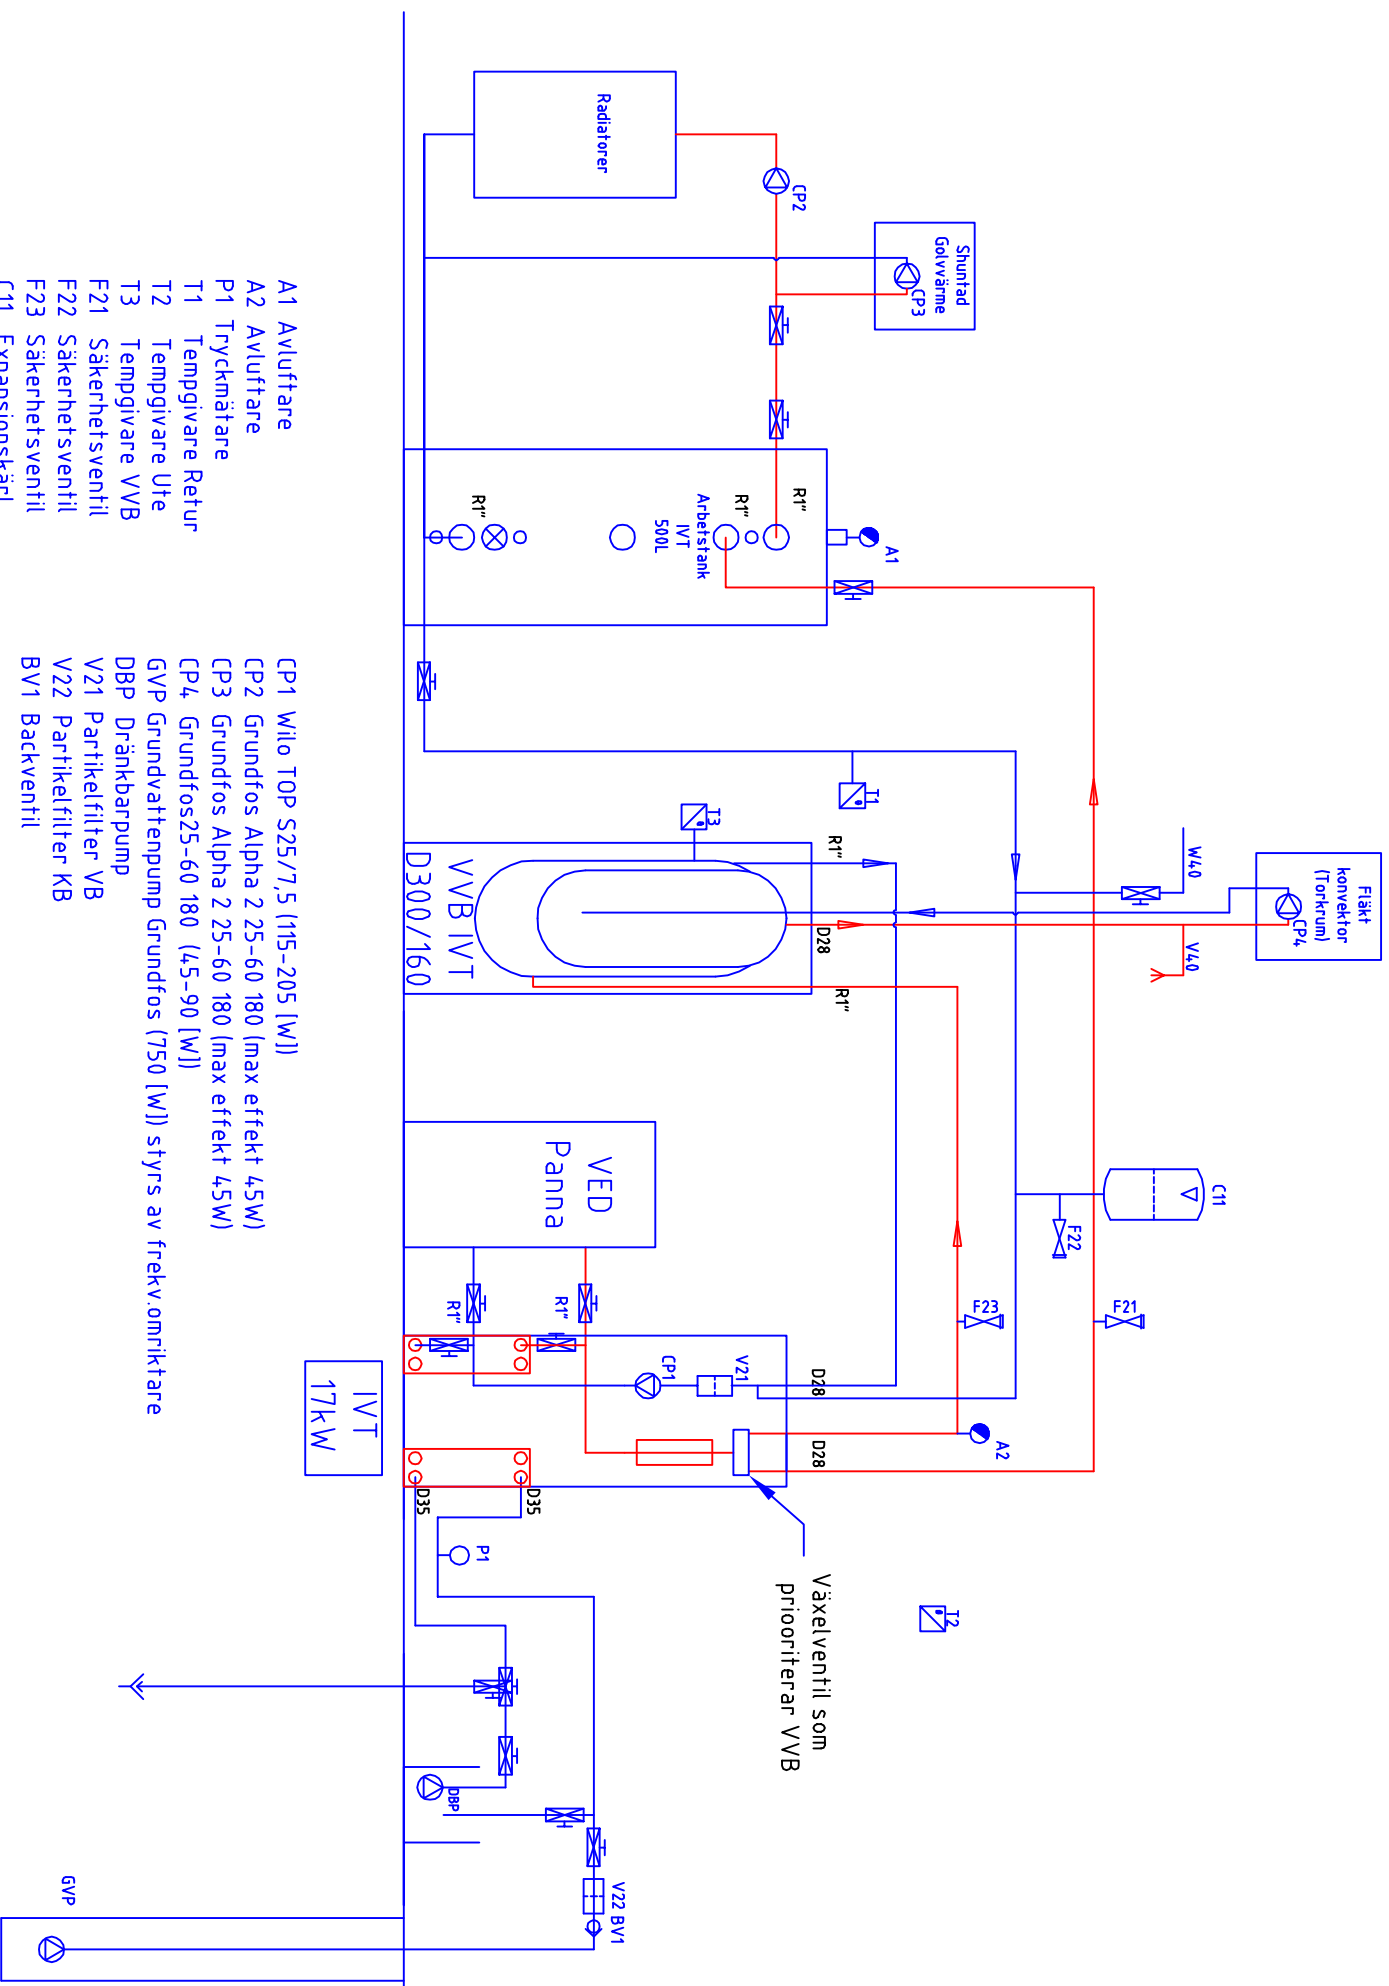 Fläkt
konvektor
(Torkrum)
CP4
W40
V40
C11
F22
F21
F23
Shuntad
Golvvärme
CP3
CP2
Radiatorer
A1
R1"
R1"
Arbetstank
IVT
500L
R1"
T1
T3
R1"
D28
R1"
VVB IVT
D300/160
VED
Panna
R1"
R1"
CP1
V21
D28
D28
A2
IVT
17kW
D35
D35
P1
T2
Växelventil som
priooriterar VVB
DBP
V22 BV1
GVP
A1 Avluftare
A2 Avluftare
P1 Tryckmätare
T1 Tempgivare Retur
T2 Tempgivare Ute
T3 Tempgivare VVB
F21 Säkerhetsventil
F22 Säkerhetsventil
F23 Säkerhetsventil
C11 Expansionskärl
CP1 Wilo TOP S25/7,5 (115-205 [W])
CP2 Grundfos Alpha 2 25-60 180 (max effekt 45W)
CP3 Grundfos Alpha 2 25-60 180 (max effekt 45W)
CP4 Grundfos25-60 180 (45-90 [W])
GVP Grundvattenpump Grundfos (750 [W]) styrs av frekv.omriktare
DBP Dränkbarpump
V21 Partikelfilter VB
V22 Partikelfilter KB
BV1 Backventil